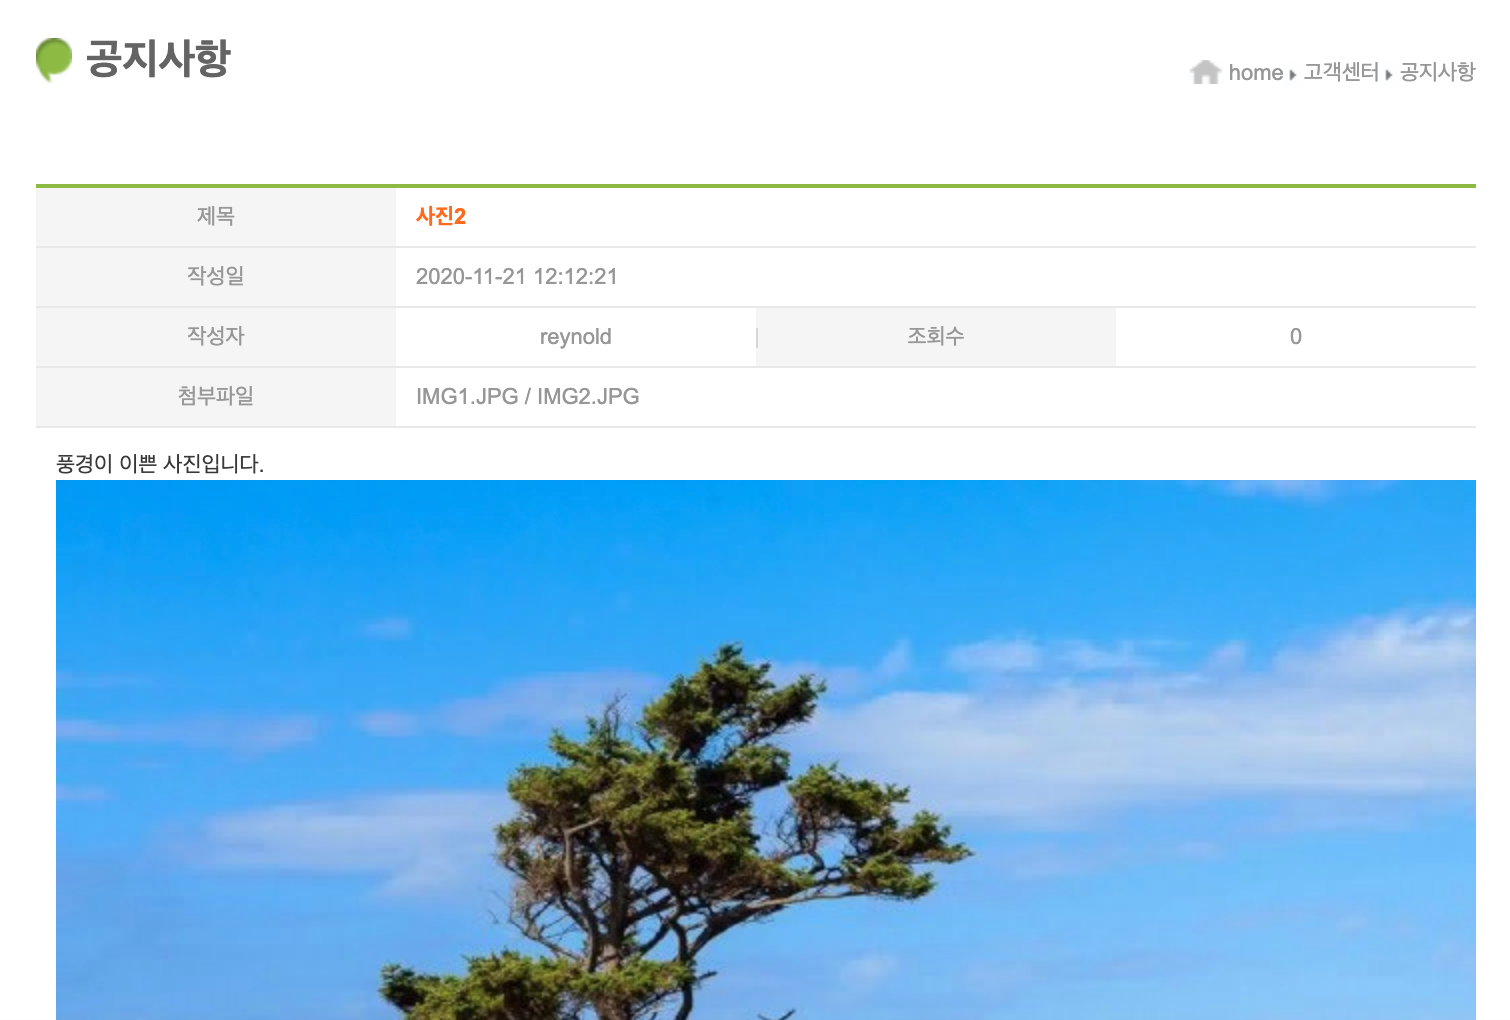 공지사항
home 고객센터 공지사항
제목 사진2
작성일 2020-11-21 12:12:21
작성자 reynold 조회수 0
첨부파일 IMG1.JPG / IMG2.JPG
풍경이 이쁜 사진입니다.